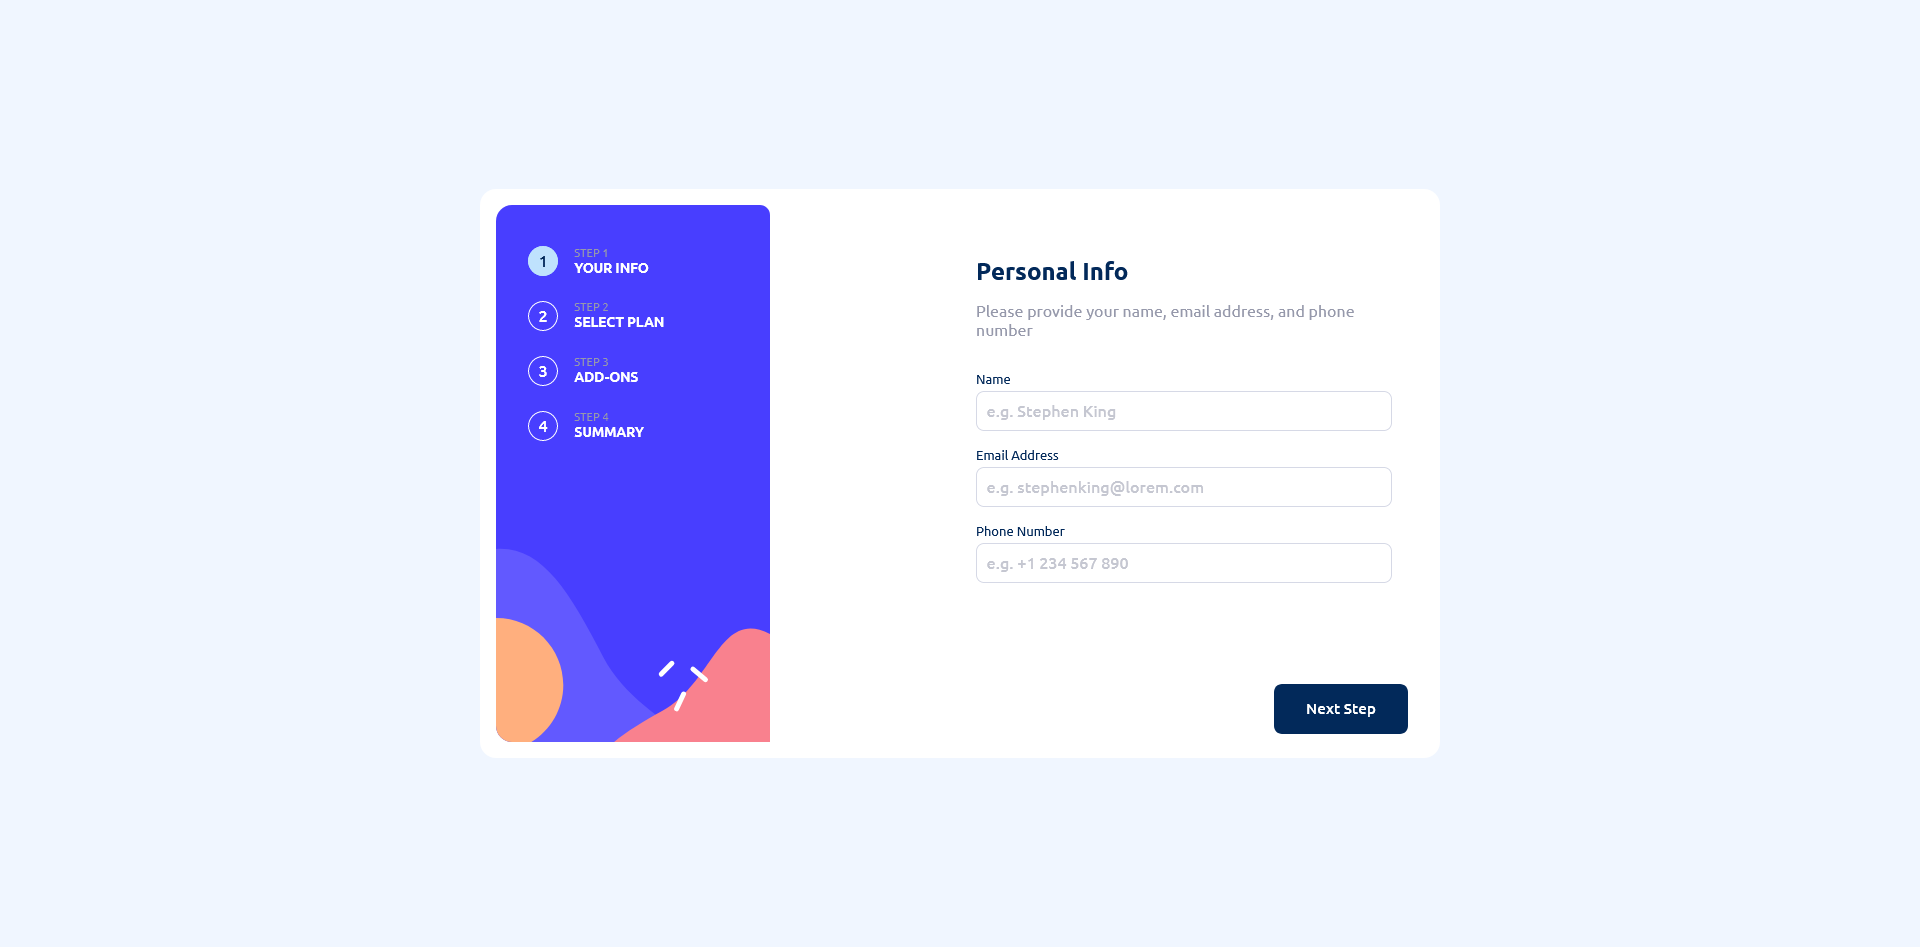 1
STEP 1
YOUR INFO
2
STEP 2
SELECT PLAN
3
STEP 3
ADD-ONS
4
STEP 4
SUMMARY
Personal Info
Please provide your name, email address, and phone
number
Name
e.g. Stephen King
Email Address
e.g. stephenking@lorem.com
Phone Number
e.g. +1 234 567 890
Next Step